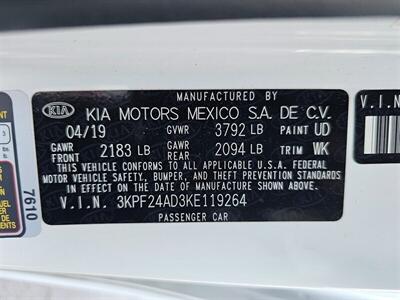 MANUFACTURED BY
KIA KIA MOTORS MEXICO S.A. DE C.V.
04/19 GVWR 3792 LB PAINT UD
GAWR FRONT 2183 LB GAWR REAR 2094 LB TRIM WK
THIS VEHICLE CONFORMS TO ALL APPLICABLE U.S.A. FEDERAL
MOTOR VEHICLE SAFETY, BUMPER, AND THEFT PREVENTION
STANDARDS IN EFFECT ON THE DATE OF MANUFACTURE SHOWN ABOVE.
V.I.N. 3KPF24AD3KE119264
PASSENGER CAR
7610
V.I.N